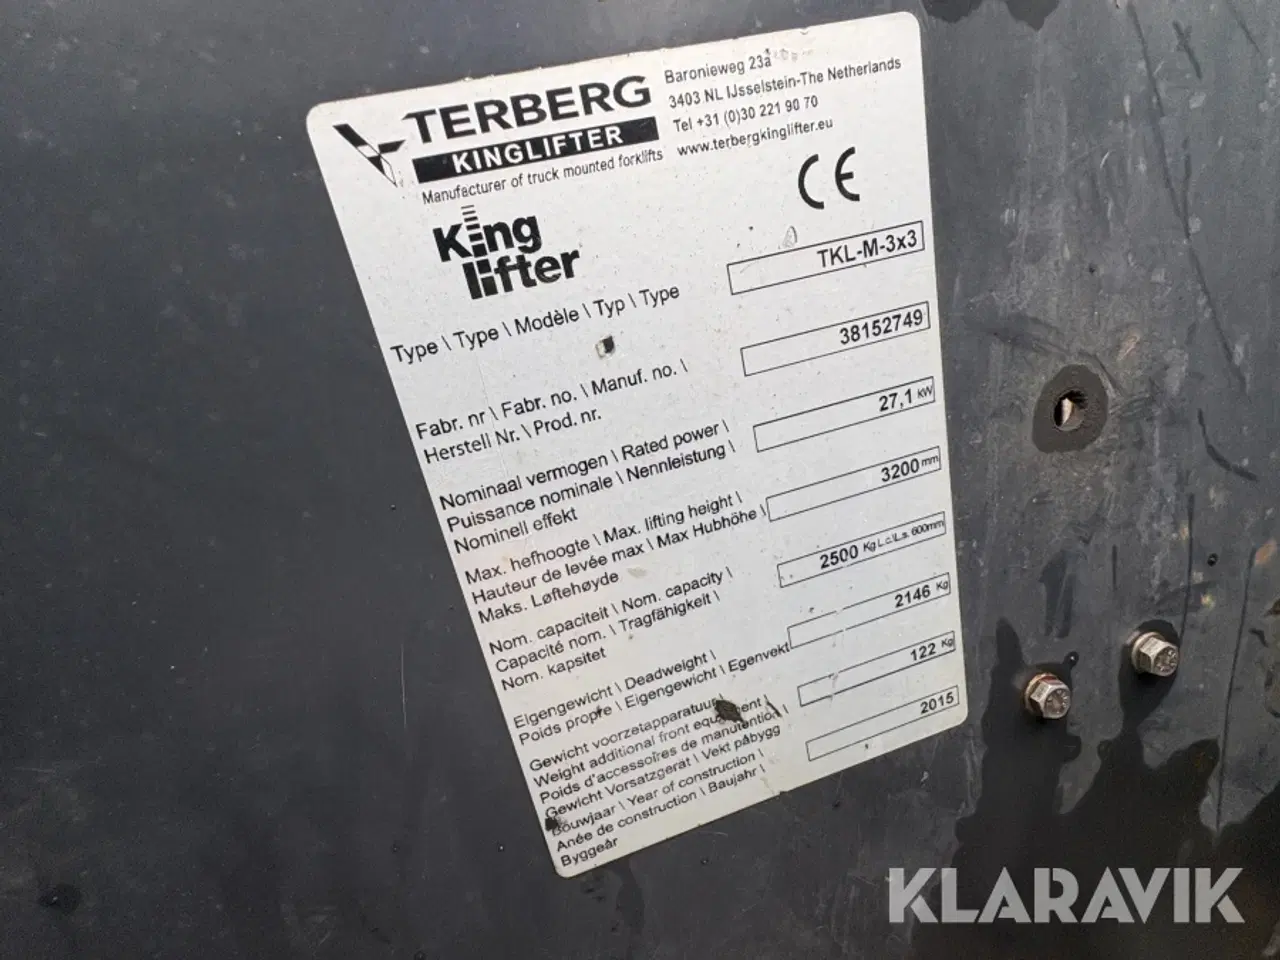 TERBERG
KINGLIFTER
Manufacturer of truck mounted forklifts
Baronieweg 23a
3403 NL IJsselstein-The Netherlands
Tel +31 (0)30 221 90 70
www.terbergkinglifter.eu
King
lifter
CE
Type \ Type \ Modèle \ Typ \ Type
TKL-M-3x3
Fabr. nr \ Fabr. no. \ Manuf. no. \
Herstell Nr. \ Prod. nr.
38152749
Nominaal vermogen \ Rated power \
Puissance nominale \ Nennleistung \
Nominell effekt
27,1 kW
Max. hefhoogte \ Max. lifting height \
Hauteur de levée max \ Max Hubhöhe \
Maks. Løftehøyde
3200 mm
Nom. capaciteit \ Nom. capacity \
Capacité nom. \ Tragfähigkeit \
Nom. kapsitet
2500 Kg L.c\L.s. 600mm
Eigengewicht \ Deadweight \
Poids propre \ Eigengewicht \ Egenvekt
2146 Kg
Gewicht voorzetapparatuur \
Weight additional front equipment \
Poids d'accessoires de manutention \
Gewicht Vorsatzgerät \ Vekt påbygg
122 Kg
Bouwjaar \ Year of construction \
Anée de construction \ Baujahr \
Byggeår
2015
KLARAVIK